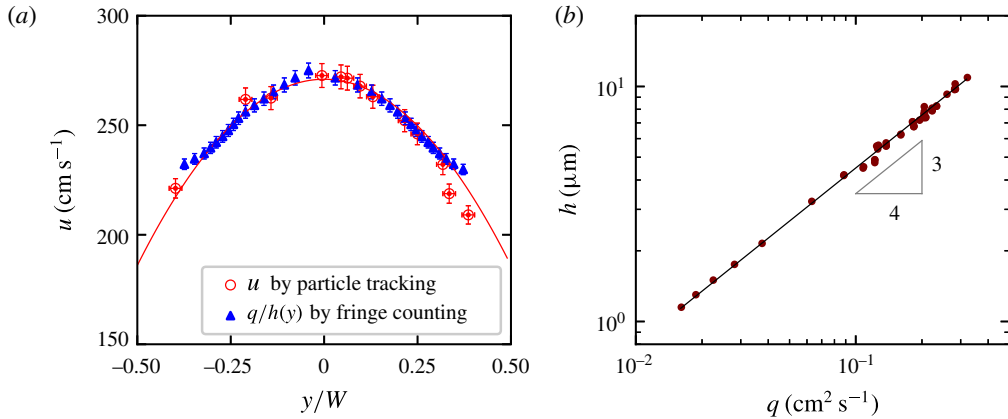 (a)
300
250
200
150
u (cm s⁻¹)
u by particle tracking
q/h(y) by fringe counting
−0.50 −0.25 0 0.25 0.50
y/W
(b)
10¹
10⁰
h (μm)
3
4
10⁻² 10⁻¹ 10⁰
q (cm² s⁻¹)